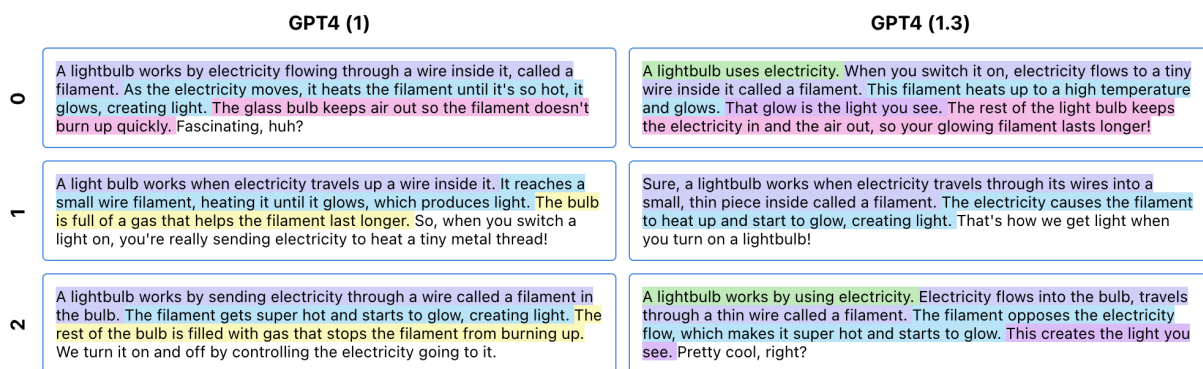 GPT4 (1)
GPT4 (1.3)
0
A lightbulb works by electricity flowing through a wire inside it, called a
filament. As the electricity moves, it heats the filament until it's so hot, it
glows, creating light. The glass bulb keeps air out so the filament doesn't
burn up quickly. Fascinating, huh?
A lightbulb uses electricity. When you switch it on, electricity flows to a tiny
wire inside it called a filament. This filament heats up to a high temperature
and glows. That glow is the light you see. The rest of the light bulb keeps
the electricity in and the air out, so your glowing filament lasts longer!
1
A light bulb works when electricity travels up a wire inside it. It reaches a
small wire filament, heating it until it glows, which produces light. The bulb
is full of a gas that helps the filament last longer. So, when you switch a
light on, you're really sending electricity to heat a tiny metal thread!
Sure, a lightbulb works when electricity travels through its wires into a
small, thin piece inside called a filament. The electricity causes the filament
to heat up and start to glow, creating light. That's how we get light when
you turn on a lightbulb!
2
A lightbulb works by sending electricity through a wire called a filament in
the bulb. The filament gets super hot and starts to glow, creating light. The
rest of the bulb is filled with gas that stops the filament from burning up.
We turn it on and off by controlling the electricity going to it.
A lightbulb works by using electricity. Electricity flows into the bulb, travels
through a thin wire called a filament. The filament opposes the electricity
flow, which makes it super hot and starts to glow. This creates the light you
see. Pretty cool, right?